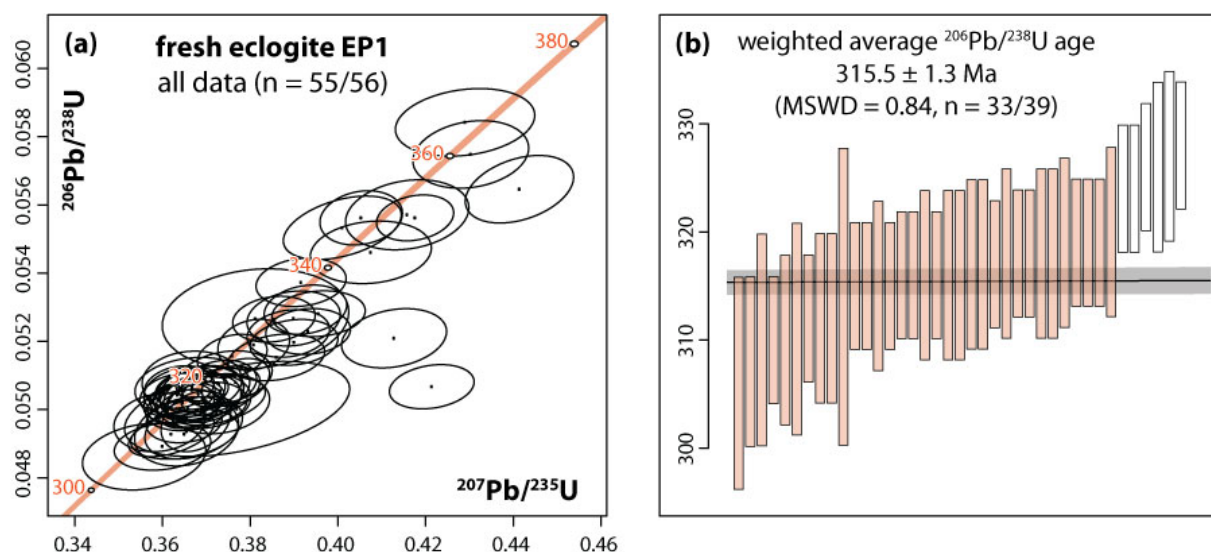 (a)
fresh eclogite EP1
all data (n = 55/56)
380
360
340
320
300
²⁰⁶Pb/²³⁸U
²⁰⁷Pb/²³⁵U
0.060
0.058
0.056
0.054
0.052
0.050
0.048
0.34 0.36 0.38 0.40 0.42 0.44 0.46
(b)
weighted average ²⁰⁶Pb/²³⁸U age
315.5 ± 1.3 Ma
(MSWD = 0.84, n = 33/39)
330
320
310
300